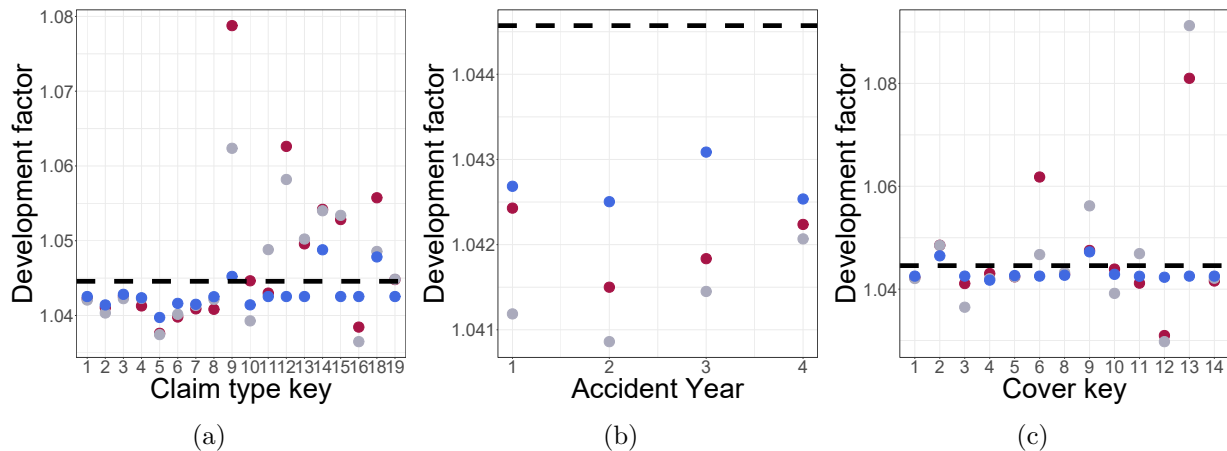 1.08
1.07
1.06
1.05
1.04
Development factor
1 2 3 4 5 6 7 8 9 10 11 12 13 14 15 16 18 19
Claim type key
(a)
1.044
1.043
1.042
1.041
Development factor
1 2 3 4
Accident Year
(b)
1.08
1.06
1.04
Development factor
1 2 3 4 5 6 8 9 10 11 12 13 14
Cover key
(c)